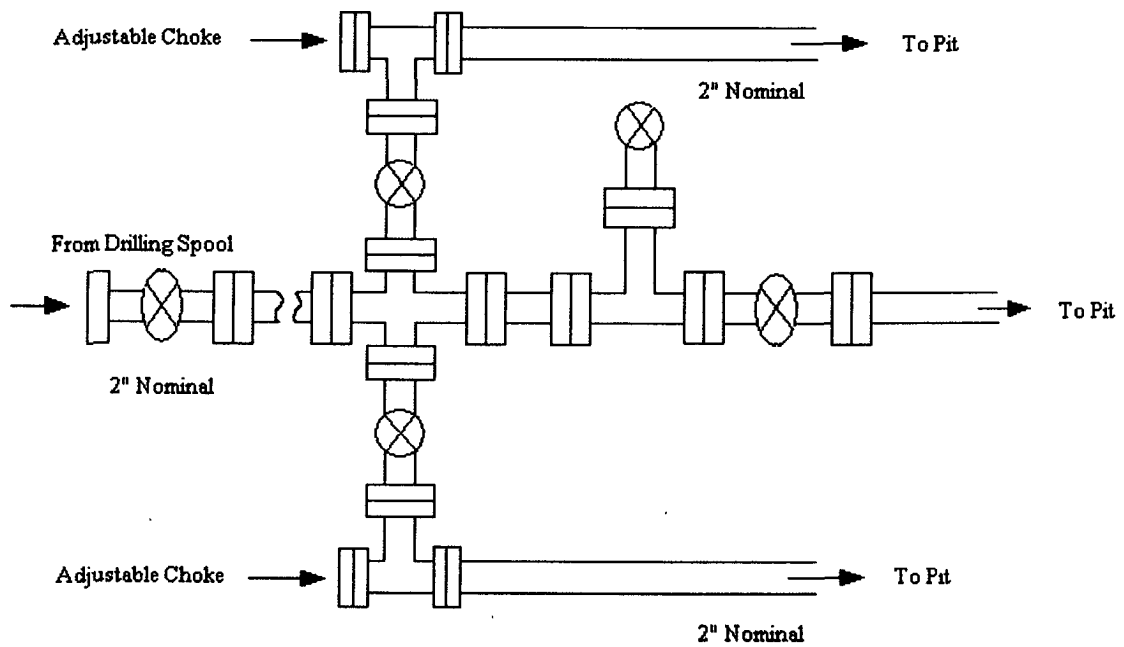 Adjustable Choke
To Pit
2" Nominal
From Drilling Spool
To Pit
2" Nominal
Adjustable Choke
To Pit
2" Nominal